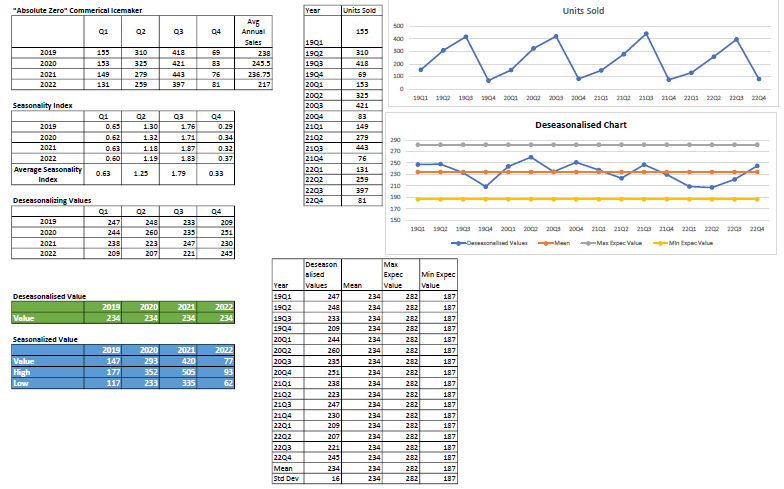 "Absolute Zero" Commerical Icemaker
Q1 Q2 Q3 Q4 Avg Annual Sales
2019 155 310 418 69 238
2020 153 325 421 83 245.5
2021 149 279 443 76 236.75
2022 131 259 397 81 217
Seasonality Index
Q1 Q2 Q3 Q4
2019 0.65 1.30 1.76 0.29
2020 0.62 1.32 1.71 0.34
2021 0.63 1.18 1.87 0.32
2022 0.60 1.19 1.83 0.37
Average Seasonality Index 0.63 1.25 1.79 0.33
Deseasonalizing Values
Q1 Q2 Q3 Q4
2019 247 248 233 209
2020 244 260 235 251
2021 238 223 247 230
2022 209 207 221 245
Deseasonalised Value
2019 2020 2021 2022
Value 234 234 234 234
Seasonalized Value
2019 2020 2021 2022
Value 147 293 420 77
High 177 352 505 93
Low 117 233 335 62
Year Units Sold
19Q1 155
19Q2 310
19Q3 418
19Q4 69
20Q1 153
20Q2 325
20Q3 421
20Q4 83
21Q1 149
21Q2 279
21Q3 443
21Q4 76
22Q1 131
22Q2 259
22Q3 397
22Q4 81
Units Sold
500
400
300
200
100
0
19Q1 19Q2 19Q3 19Q4 20Q1 20Q2 20Q3 20Q4 21Q1 21Q2 21Q3 21Q4 22Q1 22Q2 22Q3 22Q4
Deseasonalised Chart
290
270
250
230
210
190
170
150
19Q1 19Q2 19Q3 19Q4 20Q1 20Q2 20Q3 20Q4 21Q1 21Q2 21Q3 21Q4 22Q1 22Q2 22Q3 22Q4
Deseasonalised Values Mean Max Expec Value Min Expec Value
Year Deseason alised Values Mean Max Expec Value Min Expec Value
19Q1 247 234 282 187
19Q2 248 234 282 187
19Q3 233 234 282 187
19Q4 209 234 282 187
20Q1 244 234 282 187
20Q2 260 234 282 187
20Q3 235 234 282 187
20Q4 251 234 282 187
21Q1 238 234 282 187
21Q2 223 234 282 187
21Q3 247 234 282 187
21Q4 230 234 282 187
22Q1 209 234 282 187
22Q2 207 234 282 187
22Q3 221 234 282 187
22Q4 245 234 282 187
Mean 234 234 282 187
Std Dev 16 234 282 187